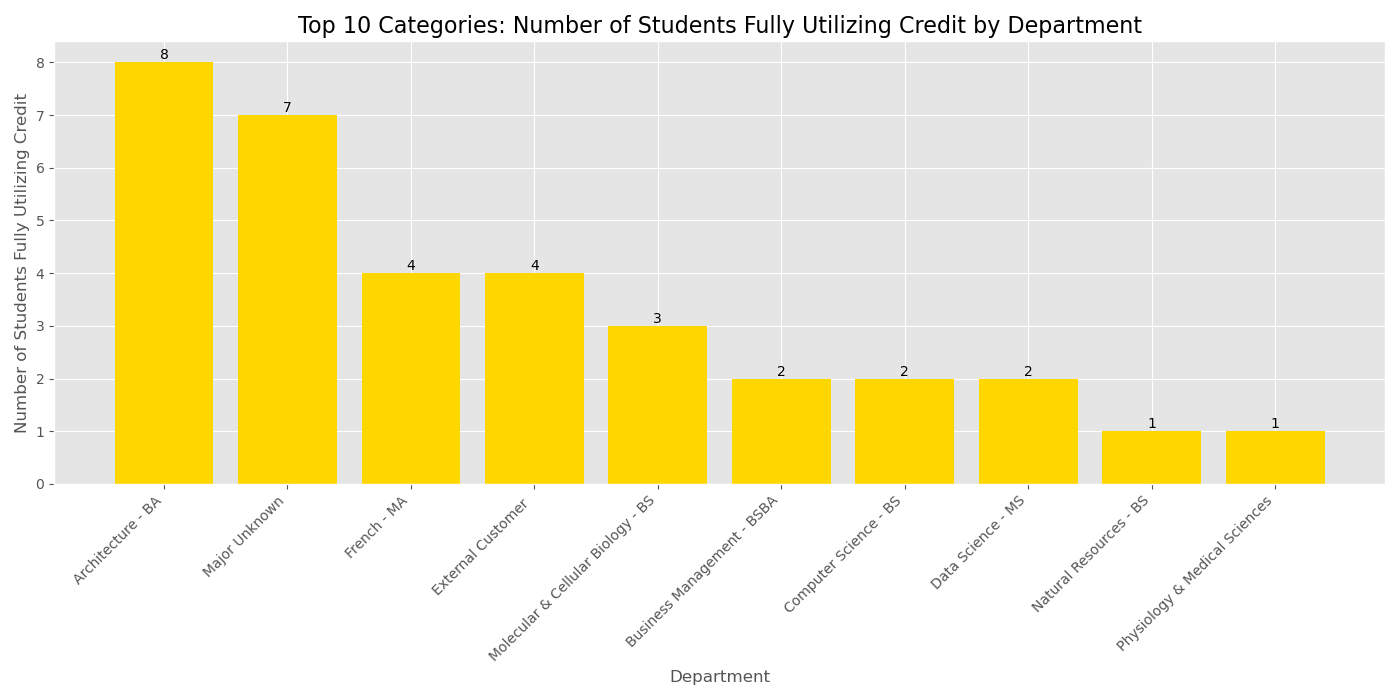 Top 10 Categories: Number of Students Fully Utilizing Credit by Department
Number of Students Fully Utilizing Credit
8
7
6
5
4
3
2
1
0
8
7
4
4
3
2
2
2
1
1
Architecture - BA
Major Unknown
French - MA
External Customer
Molecular & Cellular Biology - BS
Business Management - BSBA
Computer Science - BS
Data Science - MS
Natural Resources - BS
Physiology & Medical Sciences
Department